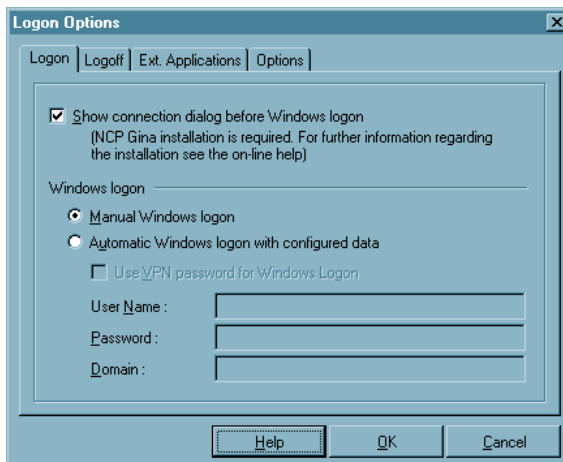 Logon Options
Logon Logoff Ext. Applications Options
Show connection dialog before Windows logon
(NCP Gina installation is required. For further information regarding
the installation see the on-line help)
Windows logon
Manual Windows logon
Automatic Windows logon with configured data
Use VPN password for Windows Logon
User Name :
Password :
Domain :
Help OK Cancel